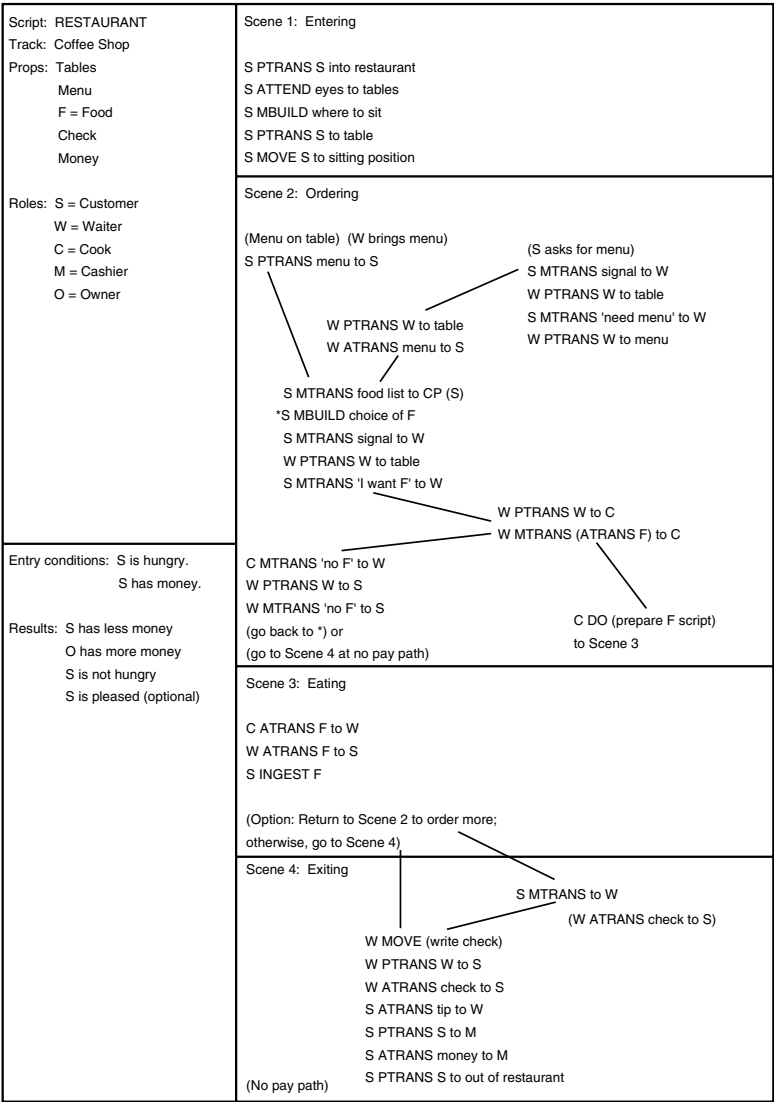 Script: RESTAURANT
Track: Coffee Shop
Props: Tables
Menu
F = Food
Check
Money
Roles: S = Customer
W = Waiter
C = Cook
M = Cashier
O = Owner
Entry conditions: S is hungry.
S has money.
Results: S has less money
O has more money
S is not hungry
S is pleased (optional)
Scene 1: Entering
S PTRANS S into restaurant
S ATTEND eyes to tables
S MBUILD where to sit
S PTRANS S to table
S MOVE S to sitting position
Scene 2: Ordering
(Menu on table) (W brings menu)
S PTRANS menu to S
(S asks for menu)
S MTRANS signal to W
W PTRANS W to table
S MTRANS 'need menu' to W
W PTRANS W to menu
W PTRANS W to table
W ATRANS menu to S
S MTRANS food list to CP (S)
*S MBUILD choice of F
S MTRANS signal to W
W PTRANS W to table
S MTRANS 'I want F' to W
W PTRANS W to C
W MTRANS (ATRANS F) to C
C MTRANS 'no F' to W
W PTRANS W to S
W MTRANS 'no F' to S
(go back to *) or
(go to Scene 4 at no pay path)
C DO (prepare F script)
to Scene 3
Scene 3: Eating
C ATRANS F to W
W ATRANS F to S
S INGEST F
(Option: Return to Scene 2 to order more;
otherwise, go to Scene 4)
Scene 4: Exiting
S MTRANS to W
(W ATRANS check to S)
W MOVE (write check)
W PTRANS W to S
W ATRANS check to S
S ATRANS tip to W
S PTRANS S to M
S ATRANS money to M
(No pay path)
S PTRANS S to out of restaurant